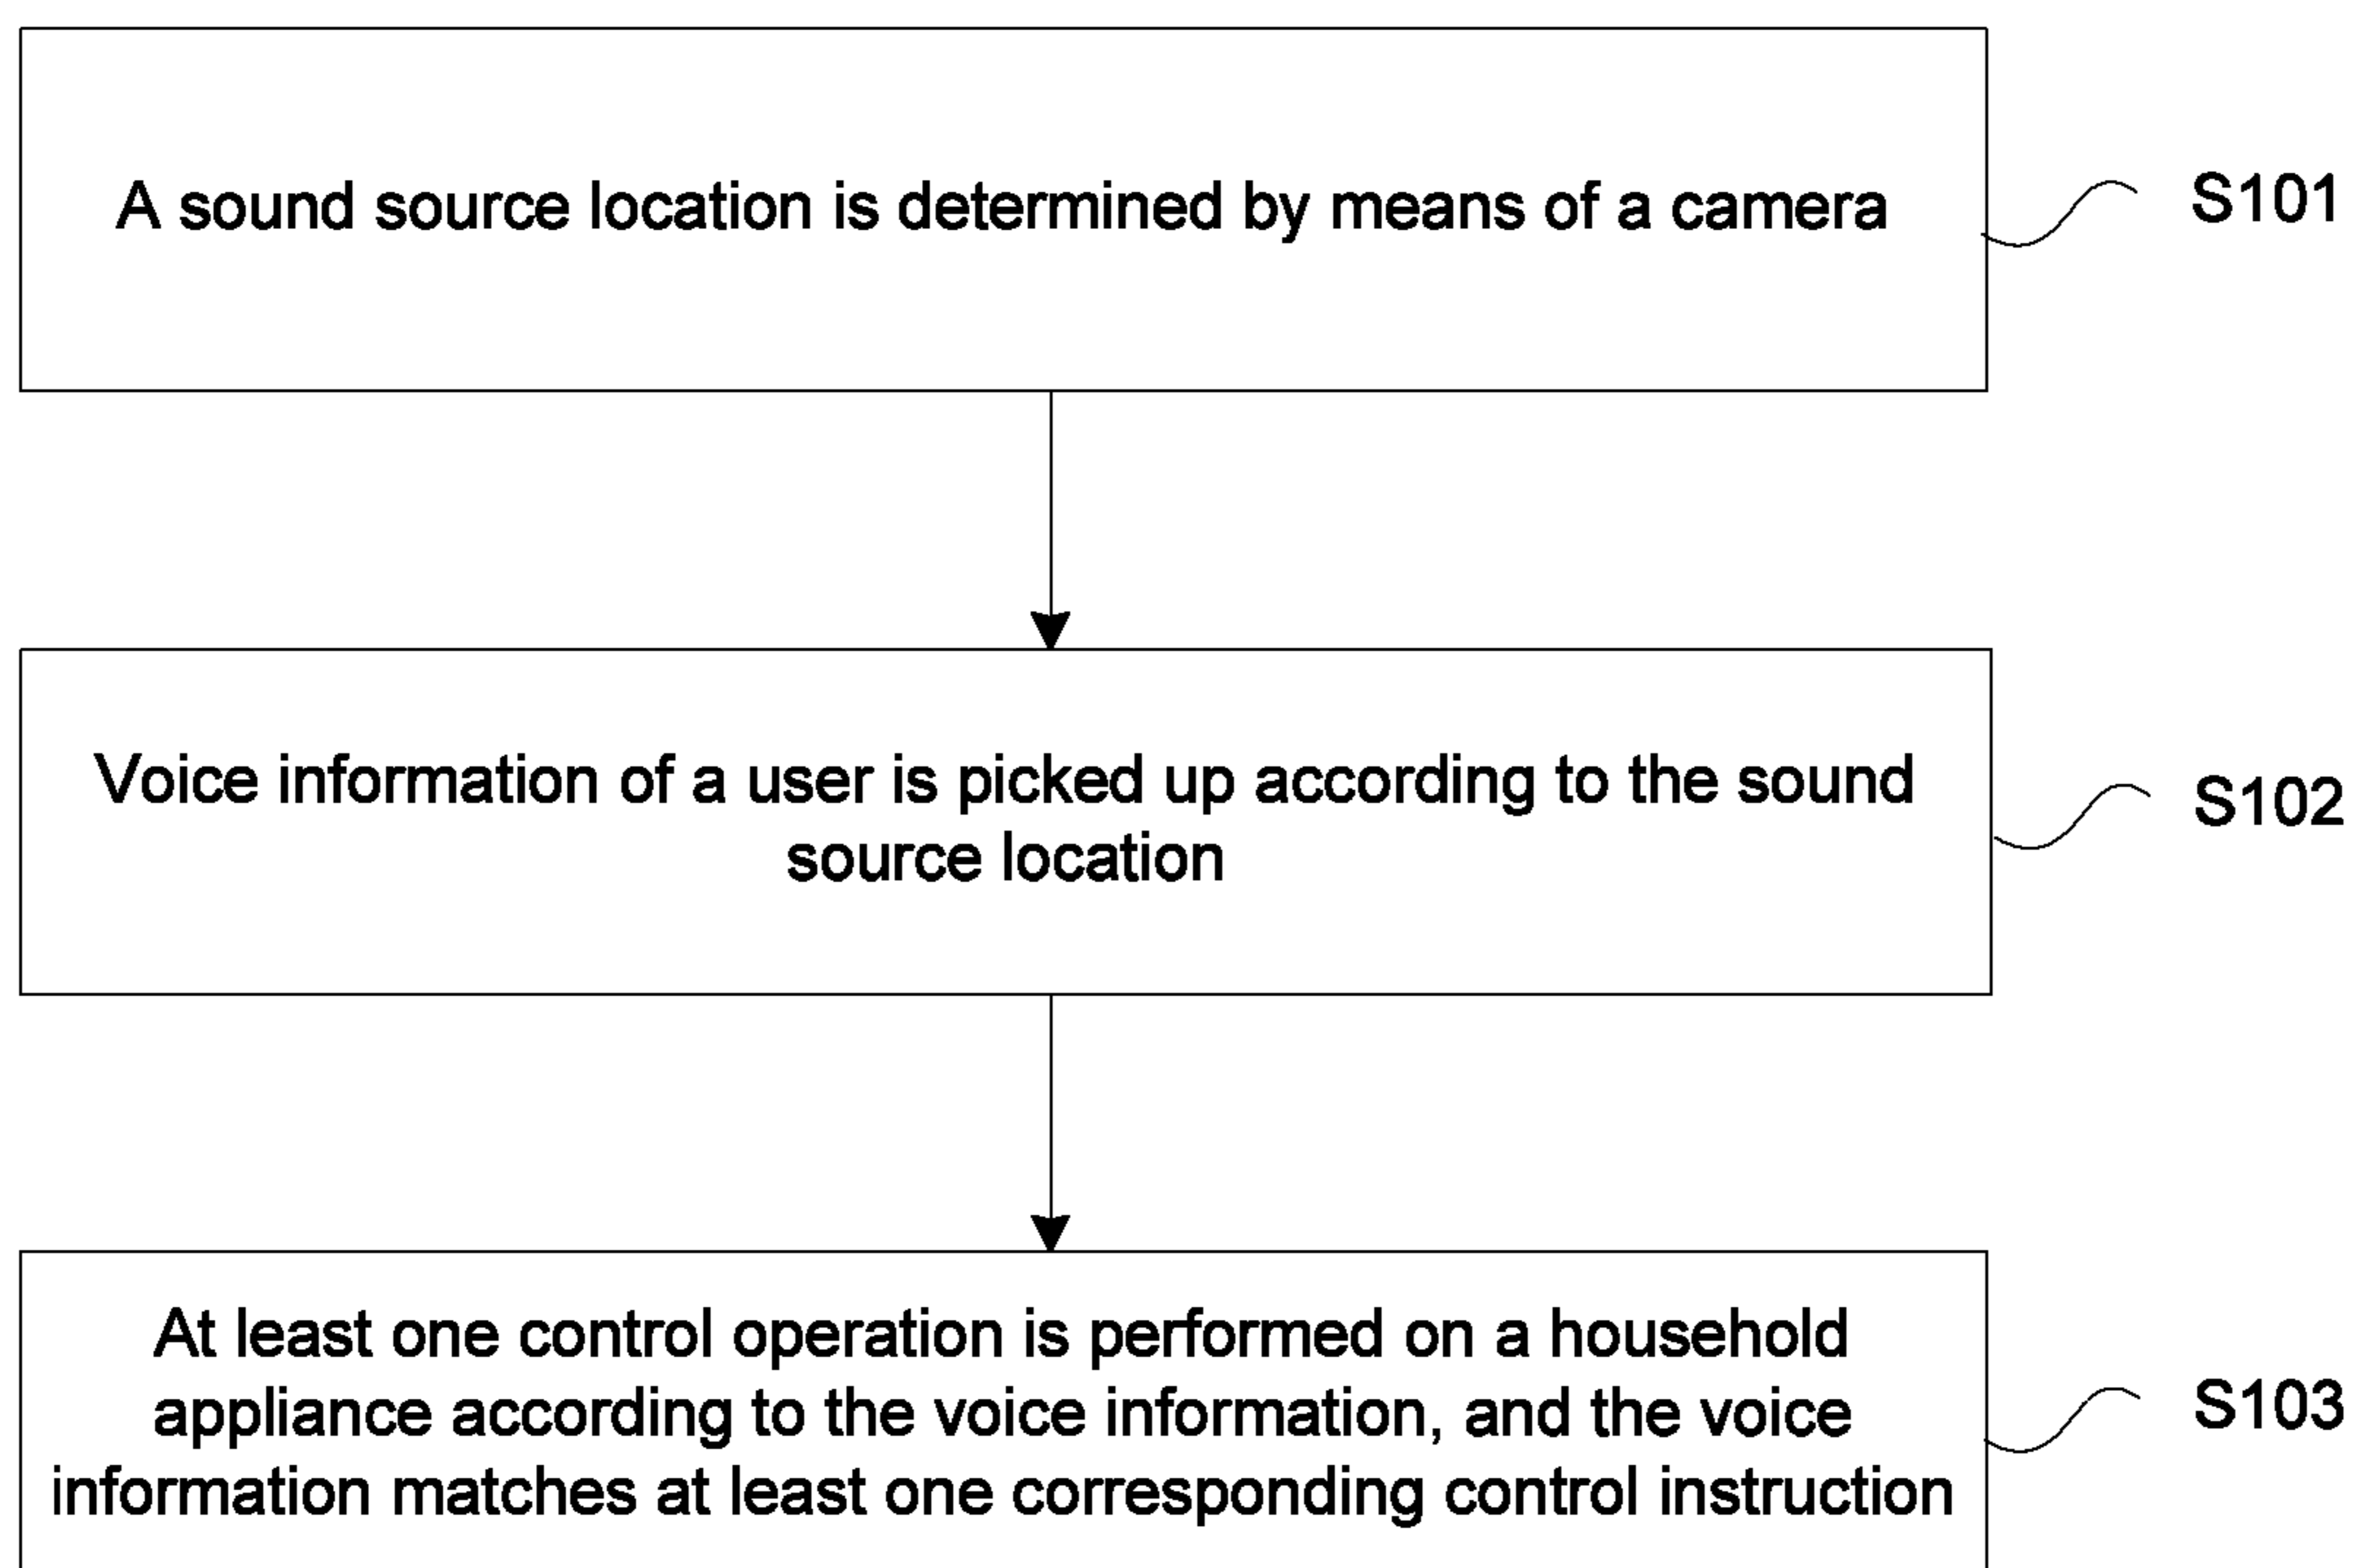 A sound source location is determined by means of a camera
S101
Voice information of a user is picked up according to the sound
source location
S102
At least one control operation is performed on a household
appliance according to the voice information, and the voice
information matches at least one corresponding control instruction
S103